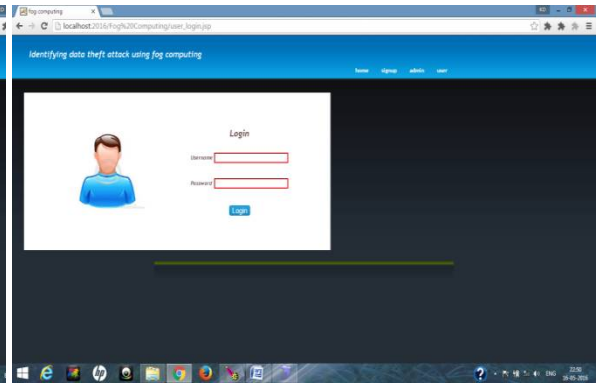 fog computing
localhost:2016/Fog%20Computing/user_login.jsp
Identifying data theft attack using fog computing
home signup admin user
Login
Username
Password
Login
ENG
22:50
16-05-2016